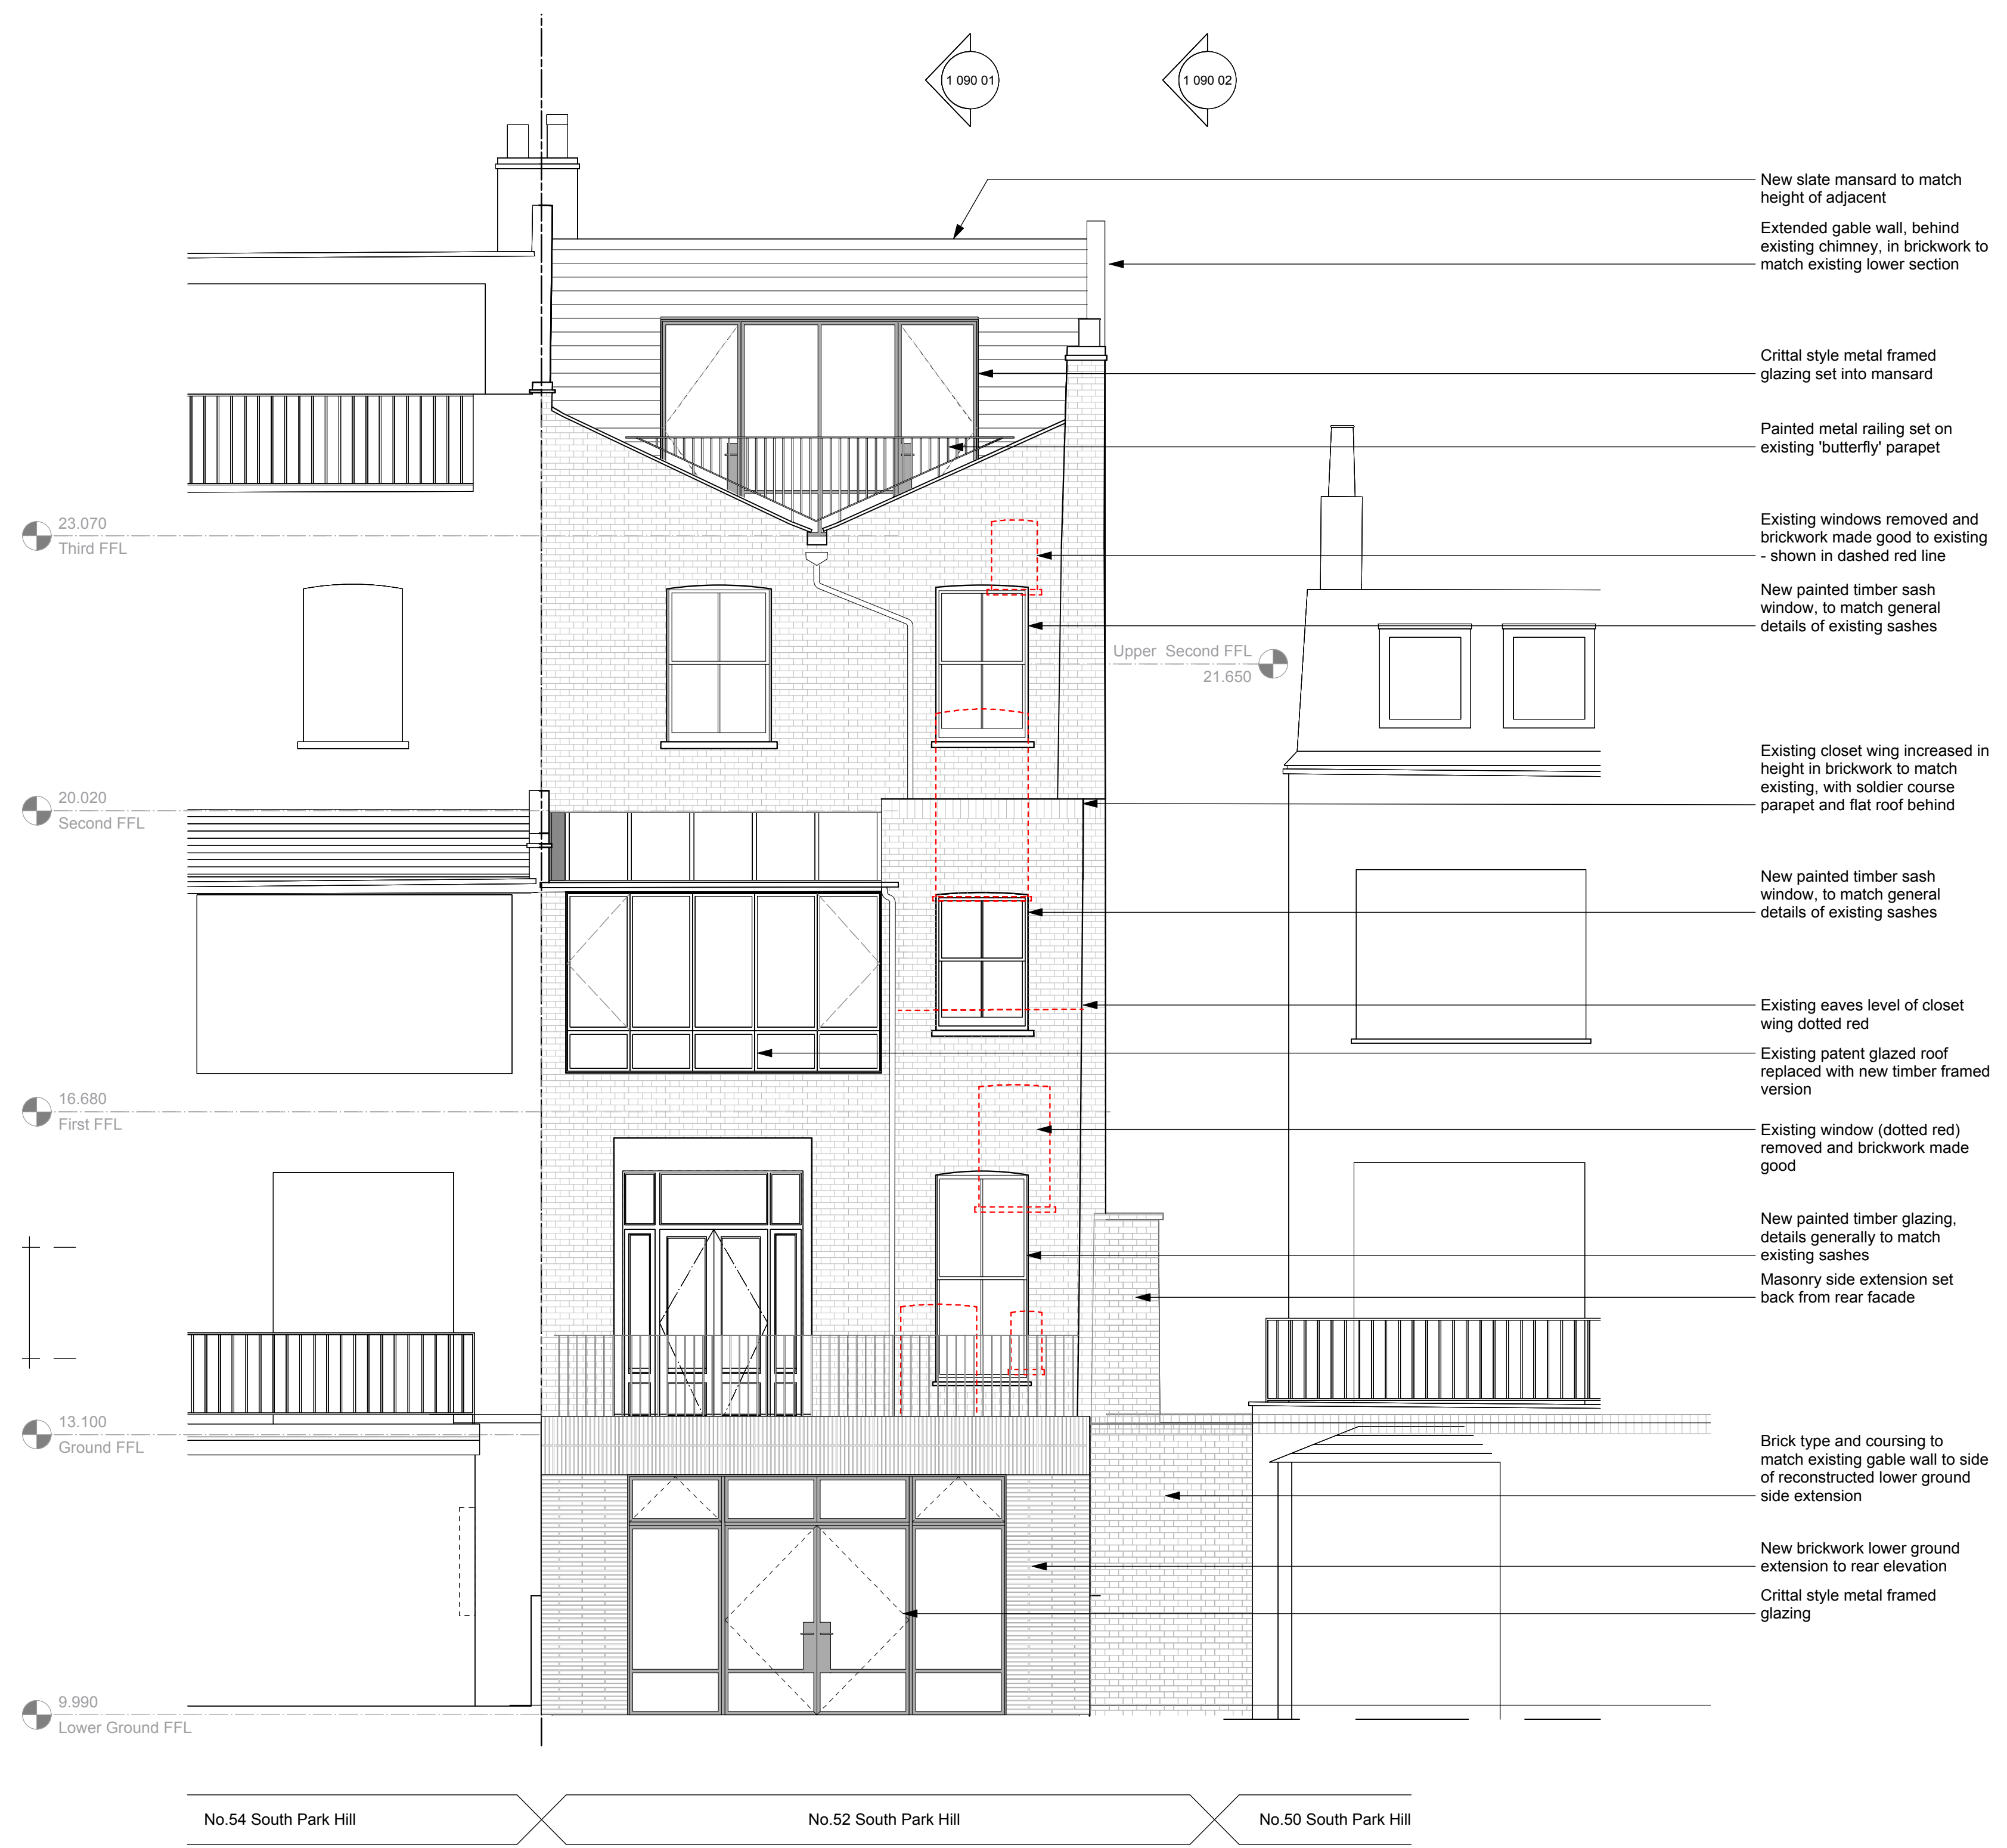 1 090 01
1 090 02
New slate mansard to match
height of adjacent
Extended gable wall, behind
existing chimney, in brickwork to
match existing lower section
Crittal style metal framed
glazing set into mansard
Painted metal railing set on
existing 'butterfly' parapet
23.070
Third FFL
Existing windows removed and
brickwork made good to existing
- shown in dashed red line
New painted timber sash
window, to match general
details of existing sashes
Upper Second FFL
21.650
Existing closet wing increased in
height in brickwork to match
existing, with soldier course
parapet and flat roof behind
20.020
Second FFL
New painted timber sash
window, to match general
details of existing sashes
Existing eaves level of closet
wing dotted red
Existing patent glazed roof
replaced with new timber framed
version
16.680
First FFL
Existing window (dotted red)
removed and brickwork made
good
New painted timber glazing,
details generally to match
existing sashes
Masonry side extension set
back from rear facade
13.100
Ground FFL
Brick type and coursing to
match existing gable wall to side
of reconstructed lower ground
side extension
New brickwork lower ground
extension to rear elevation
Crittal style metal framed
glazing
9.990
Lower Ground FFL
No.54 South Park Hill
No.52 South Park Hill
No.50 South Park Hill